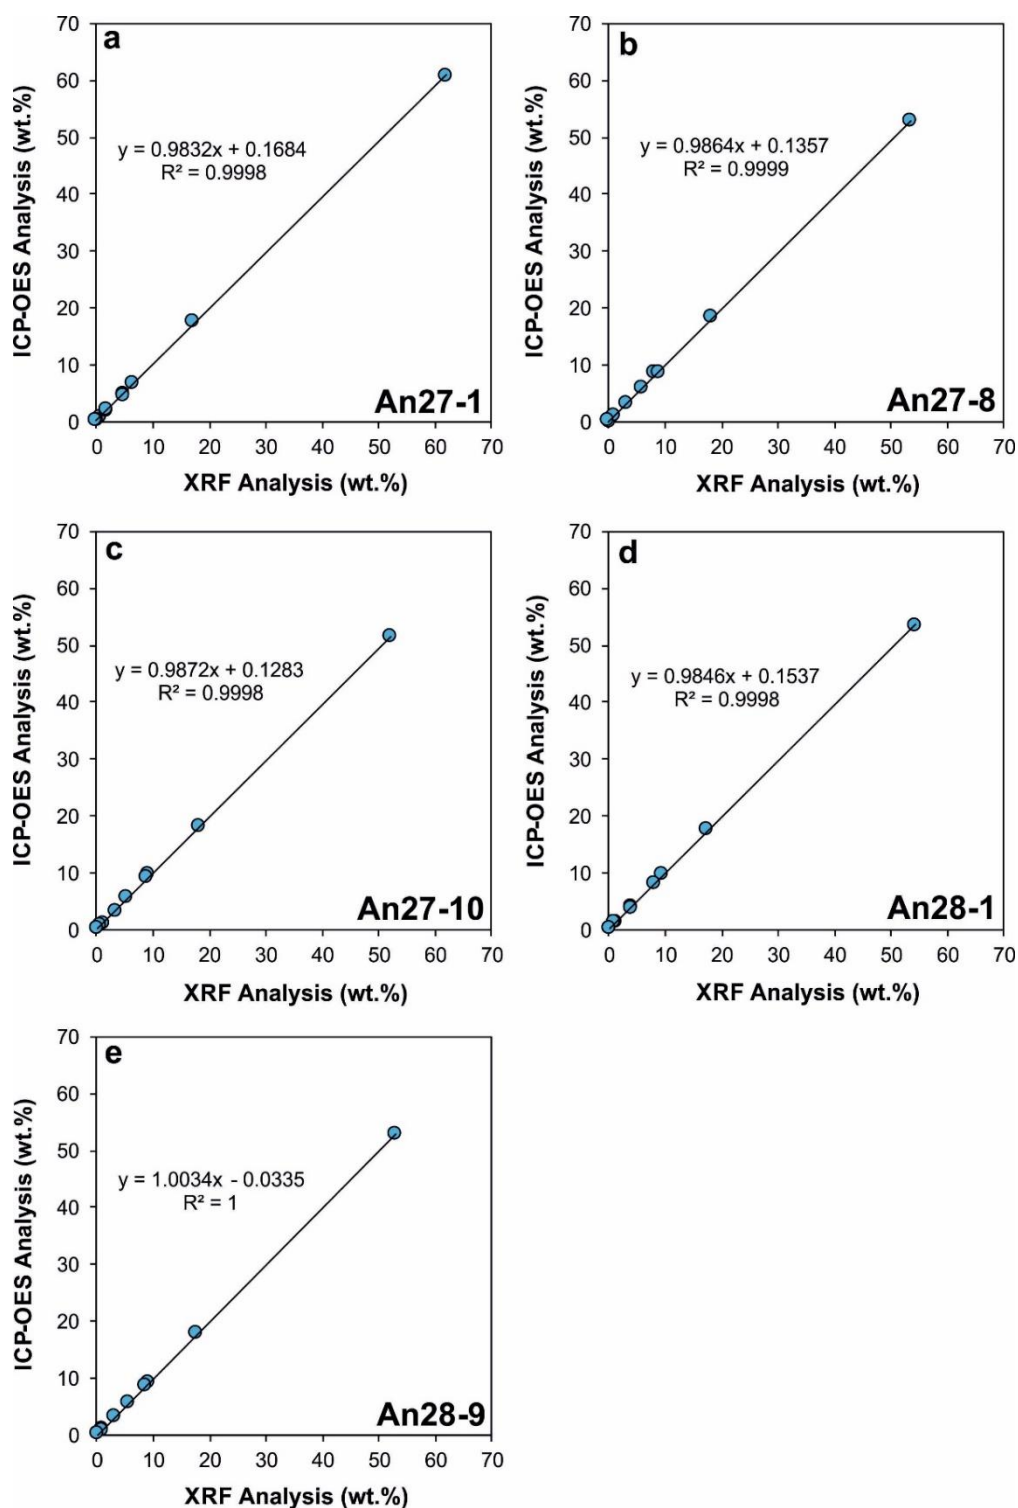 a
70
60
50
40
30
20
10
0
ICP-OES Analysis (wt.%)
y = 0.9832x + 0.1684
R² = 0.9998
An27-1
0 10 20 30 40 50 60 70
XRF Analysis (wt.%)
b
70
60
50
40
30
20
10
0
ICP-OES Analysis (wt.%)
y = 0.9864x + 0.1357
R² = 0.9999
An27-8
0 10 20 30 40 50 60 70
XRF Analysis (wt.%)
c
70
60
50
40
30
20
10
0
ICP-OES Analysis (wt.%)
y = 0.9872x + 0.1283
R² = 0.9998
An27-10
0 10 20 30 40 50 60 70
XRF Analysis (wt.%)
d
70
60
50
40
30
20
10
0
ICP-OES Analysis (wt.%)
y = 0.9846x + 0.1537
R² = 0.9998
An28-1
0 10 20 30 40 50 60 70
XRF Analysis (wt.%)
e
70
60
50
40
30
20
10
0
ICP-OES Analysis (wt.%)
y = 1.0034x - 0.0335
R² = 1
An28-9
0 10 20 30 40 50 60 70
XRF Analysis (wt.%)